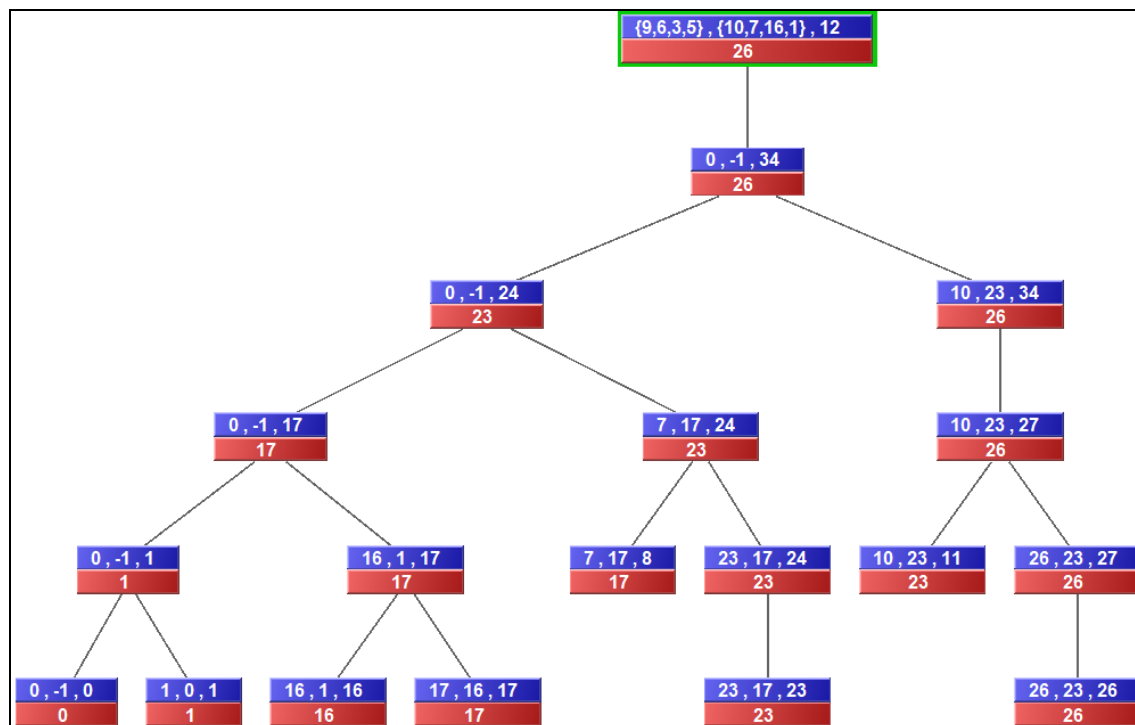 {9,6,3,5} , {10,7,16,1} , 12
26
0 , -1 , 34
26
0 , -1 , 24
23
10 , 23 , 34
26
0 , -1 , 17
17
7 , 17 , 24
23
10 , 23 , 27
26
0 , -1 , 1
1
16 , 1 , 17
17
7 , 17 , 8
17
23 , 17 , 24
23
10 , 23 , 11
23
26 , 23 , 27
26
0 , -1 , 0
0
1 , 0 , 1
1
16 , 1 , 16
16
17 , 16 , 17
17
23 , 17 , 23
23
26 , 23 , 26
26